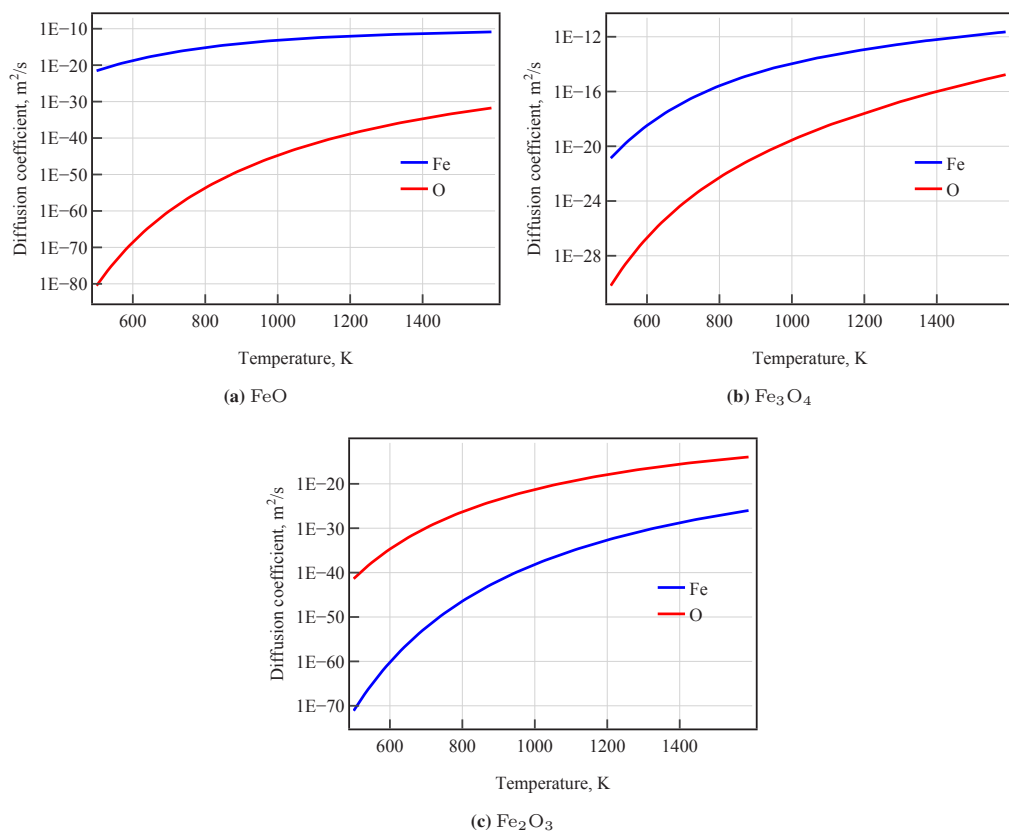 Diffusion coefficient, m²/s
1E−10
1E−20
1E−30
1E−40
1E−50
1E−60
1E−70
1E−80
Fe
O
600
800
1000
1200
1400
Temperature, K
(a) FeO
Diffusion coefficient, m²/s
1E−12
1E−16
1E−20
1E−24
1E−28
Fe
O
600
800
1000
1200
1400
Temperature, K
(b) Fe₃O₄
Diffusion coefficient, m²/s
1E−20
1E−30
1E−40
1E−50
1E−60
1E−70
Fe
O
600
800
1000
1200
1400
Temperature, K
(c) Fe₂O₃